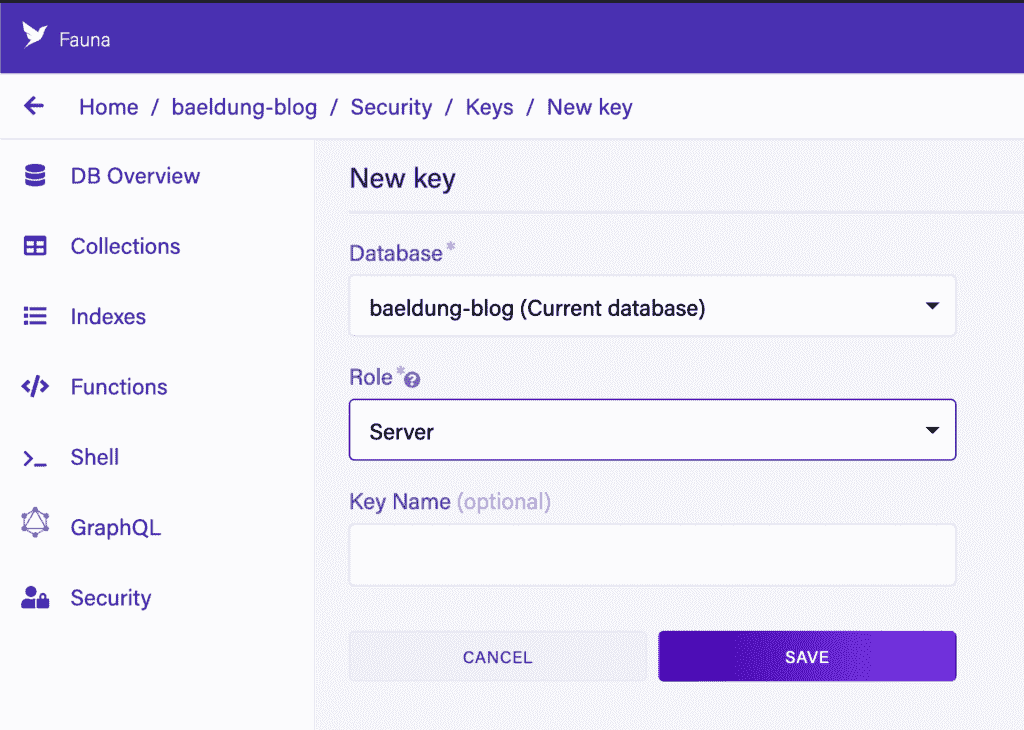 Fauna
Home / baeldung-blog / Security / Keys / New key
DB Overview
Collections
Indexes
Functions
Shell
GraphQL
Security
New key
Database*
baeldung-blog (Current database)
Role*?
Server
Key Name (optional)
CANCEL
SAVE